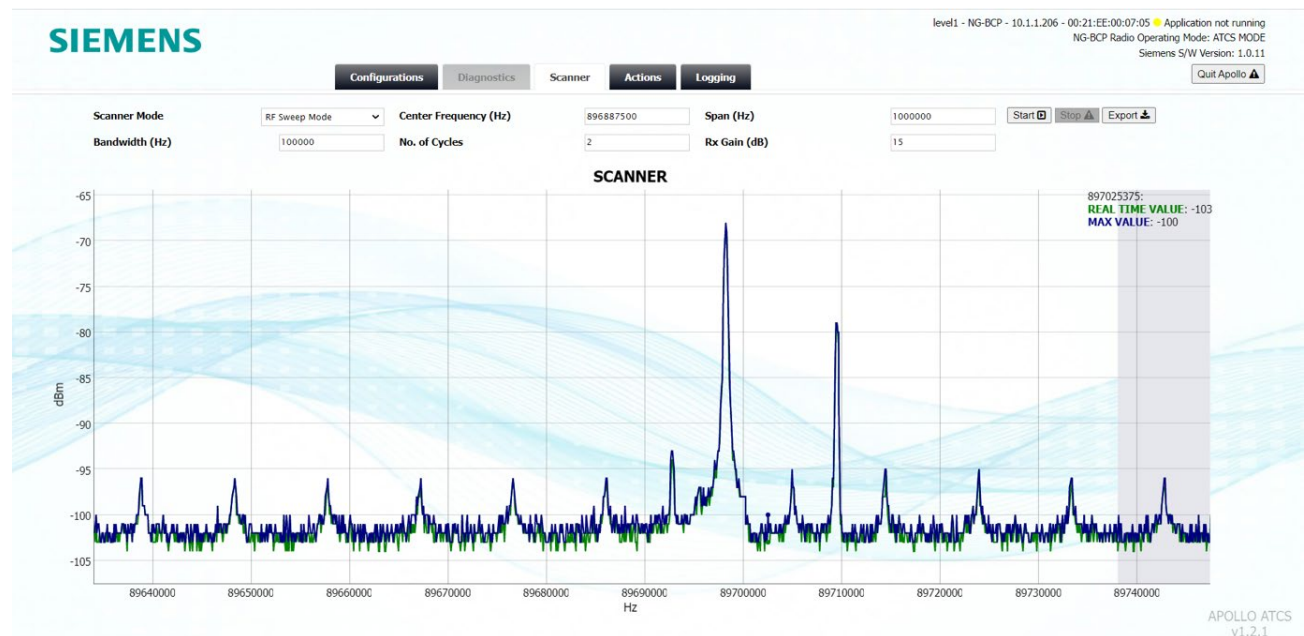 SIEMENS
level1 - NG-BCP - 10.1.1.206 - 00:21:EE:00:07:05 Application not running
NG-BCP Radio Operating Mode: ATCS MODE
Siemens S/W Version: 1.0.11
Quit Apollo
Configurations Diagnostics Scanner Actions Logging
Scanner Mode RF Sweep Mode Center Frequency (Hz) 896887500 Span (Hz) 1000000 Start Stop Export
Bandwidth (Hz) 100000 No. of Cycles 2 Rx Gain (dB) 15
SCANNER
897025375:
REAL TIME VALUE: -103
MAX VALUE: -100
-65
-70
-75
-80
-85
-90
-95
-100
-105
dBm
89640000 89650000 89660000 89670000 89680000 89690000 89700000 89710000 89720000 89730000 89740000
Hz
APOLLO ATCS
v1.2.1